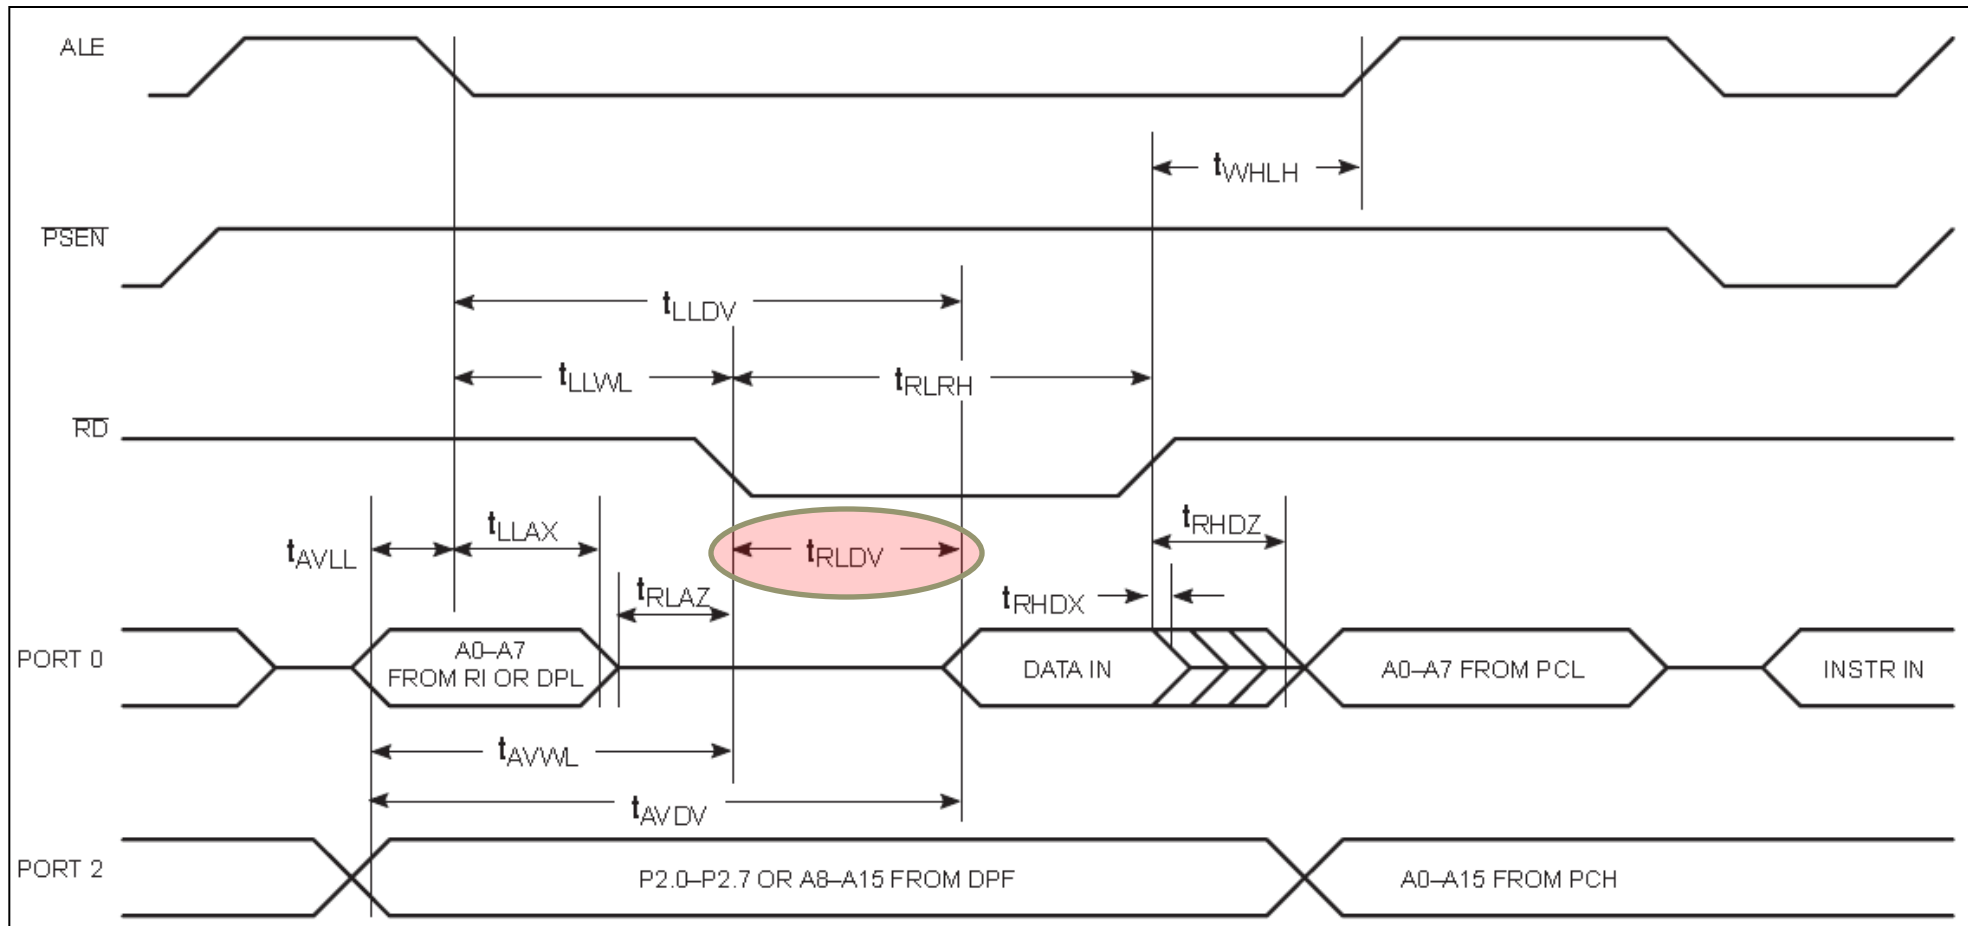 ALE
tWHLH
PSEN
tLLDV
tLLWL
tRLRH
RD
tLLAX
tAVLL
tRLDV
tRHDZ
tRLAZ
tRHDX
PORT 0
A0–A7
FROM RI OR DPL
DATA IN
A0–A7 FROM PCL
INSTR IN
tAVWL
tAVDV
PORT 2
P2.0–P2.7 OR A8–A15 FROM DPF
A0–A15 FROM PCH